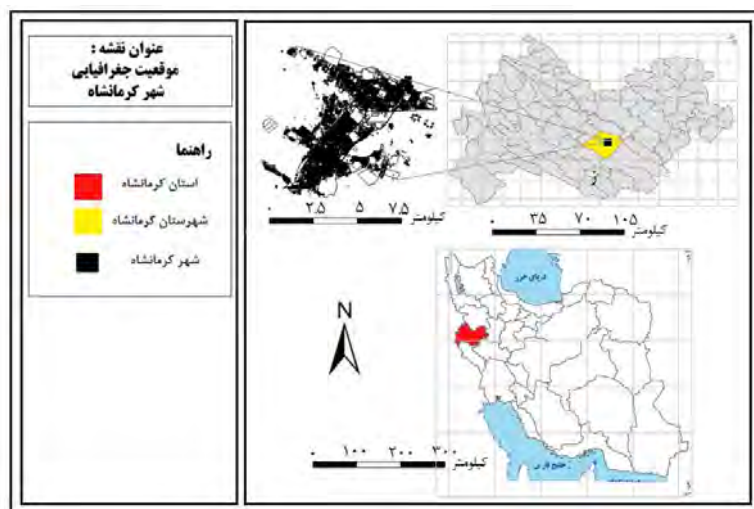 عنوان نقشه :
موقعیت جغرافیایی
شهر کرمانشاه
راهنما
استان کرمانشاه
شهرستان کرمانشاه
شهر کرمانشاه
۰ ۲.۵ ۵ ۷.۵
کیلومتر
۰ ۳۵ ۷۰ ۱۰۵
کیلومتر
دریای خزر
N
۰ ۱۰۰ ۲۰۰ ۳۰۰
کیلومتر
خلیج فارس